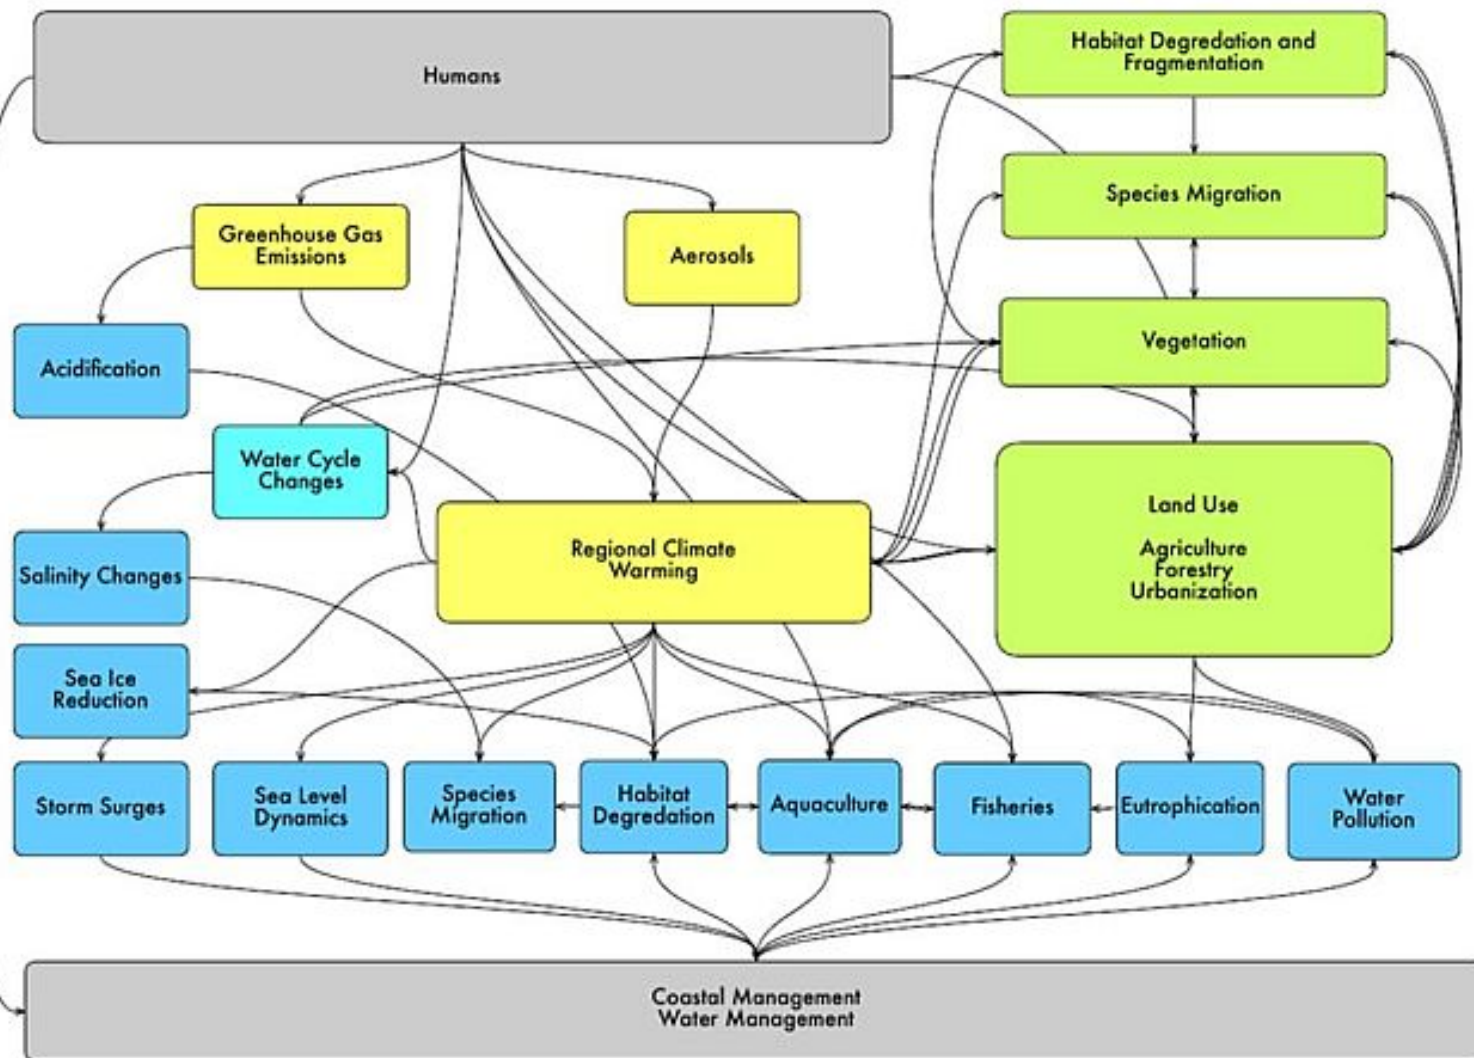 Humans
Habitat Degredation and
Fragmentation
Species Migration
Greenhouse Gas
Emissions
Aerosols
Vegetation
Acidification
Water Cycle
Changes
Land Use
Agriculture
Forestry
Urbanization
Regional Climate
Warming
Salinity Changes
Sea Ice
Reduction
Storm Surges
Sea Level
Dynamics
Species
Migration
Habitat
Degredation
Aquaculture
Fisheries
Eutrophication
Water
Pollution
Coastal Management
Water Management